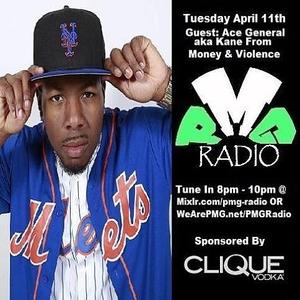 Tuesday April 11th
Guest: Ace General
aka Kane From
Money & Violence
PMG
RADIO
Tune In 8pm - 10pm @
Mixlr.com/pmg-radio OR
WeArePMG.net/PMGRadio
Sponsored By
CLIQUE
VODKA
NY
Mets